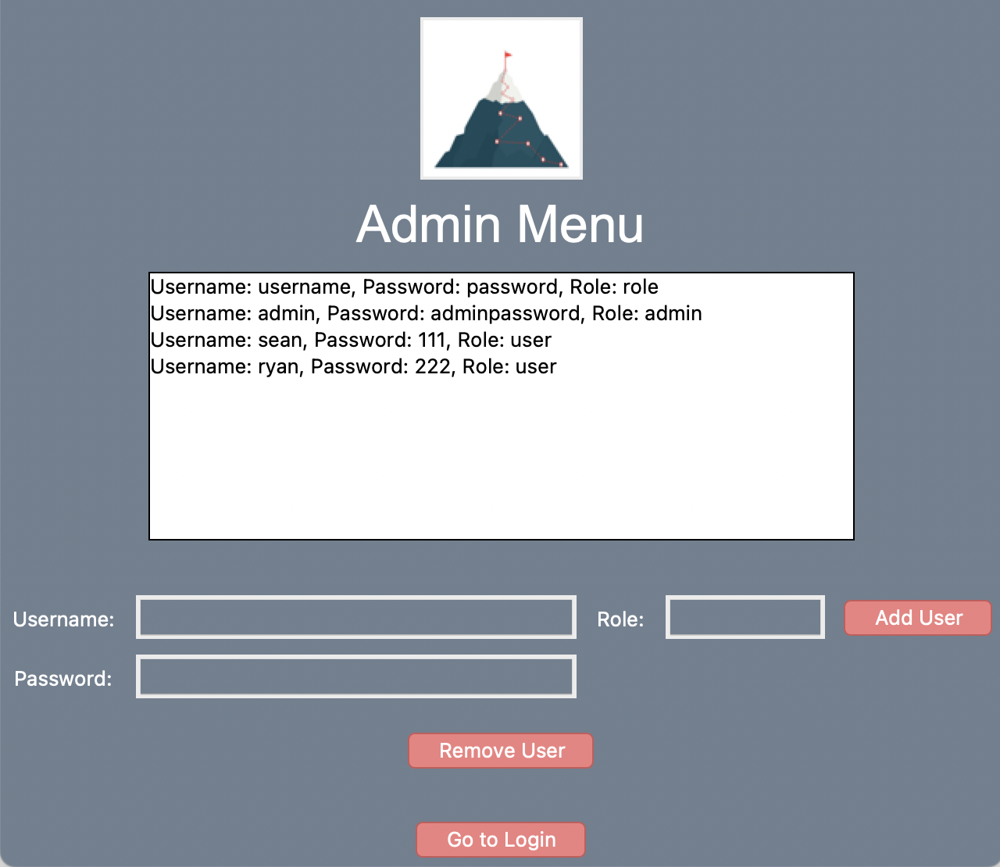 Admin Menu
Username: username, Password: password, Role: role
Username: admin, Password: adminpassword, Role: admin
Username: sean, Password: 111, Role: user
Username: ryan, Password: 222, Role: user
Username:
Role:
Add User
Password:
Remove User
Go to Login